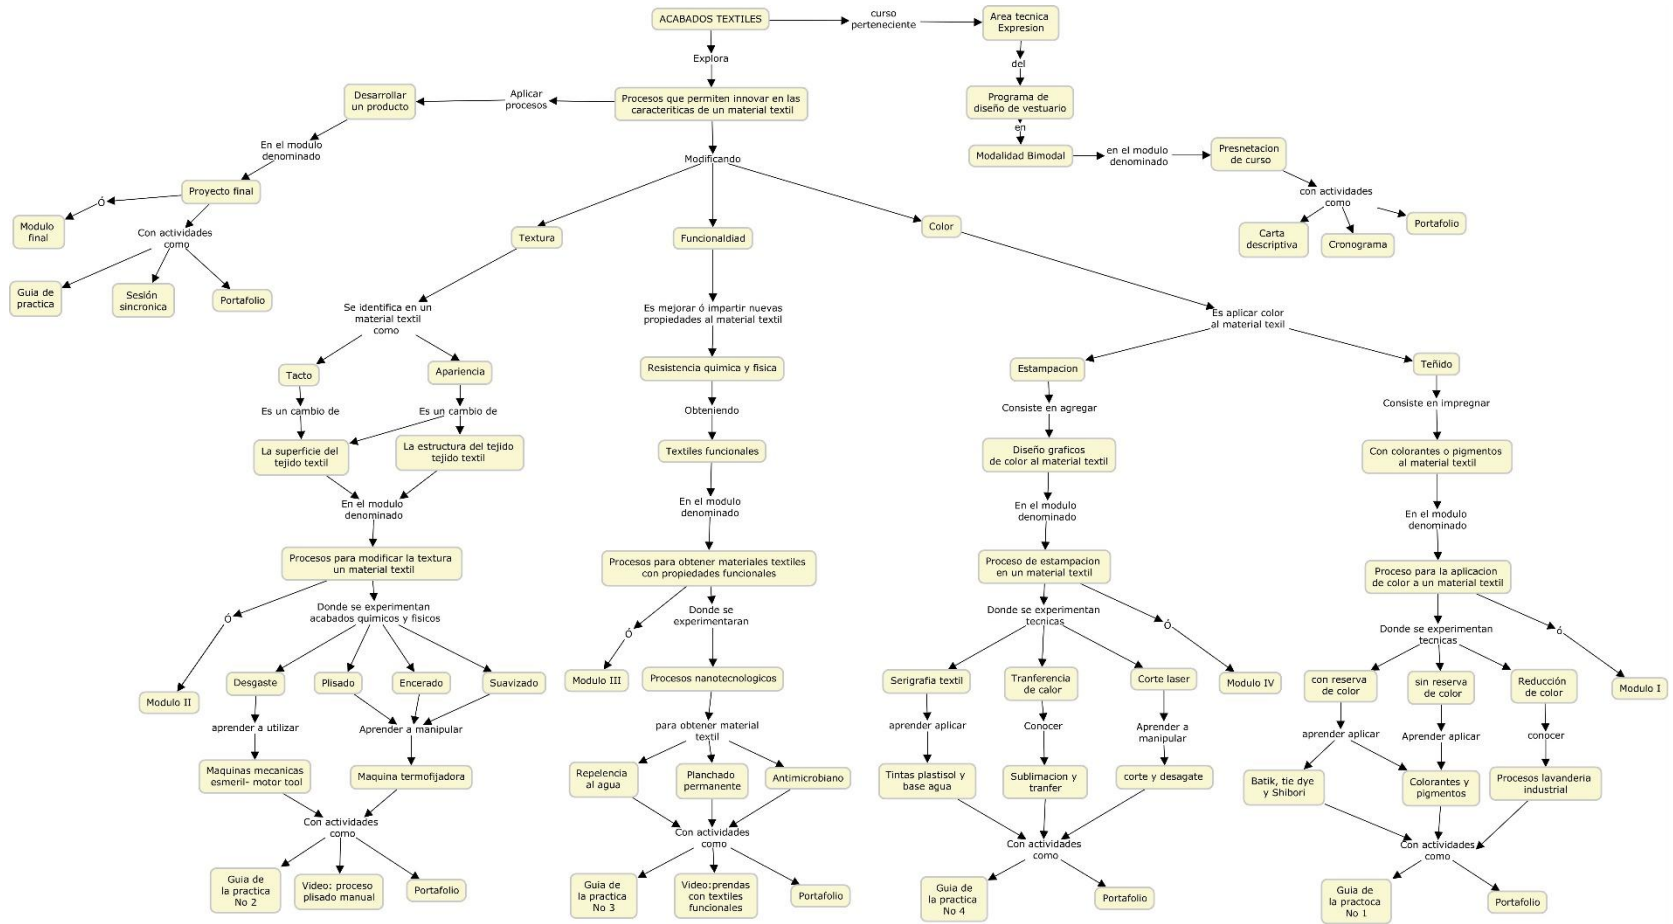 ACABADOS TEXTILES
curso
perteneciente
Area tecnica
Expresion
Explora
del
Desarrollar
un producto
Aplicar
procesos
Procesos que permiten innovar en las
caracteriticas de un material textil
Programa de
diseño de vestuario
en
En el modulo
denominado
Modificando
Modalidad Bimodal
en el modulo
denominado
Presnetacion
de curso
Proyecto final
Ó
Modulo
final
Con actividades
como
Guia de
practica
Sesión
sincronica
Portafolio
con actividades
como
Carta
descriptiva
Cronograma
Portafolio
Textura
Funcionaldiad
Color
Se identifica en un
material textil
como
Es mejorar ó impartir nuevas
propiedades al material textil
Es aplicar color
al material texil
Tacto
Apariencia
Es un cambio de
Es un cambio de
La superficie del
tejido textil
La estructura del tejido
tejido textil
En el modulo
denominado
Procesos para modificar la textura
un material textil
Ó
Modulo II
Donde se experimentan
acabados quimicos y fisicos
Desgaste
Plisado
Encerado
Suavizado
aprender a utilizar
Aprender a manipular
Maquinas mecanicas
esmeril- motor tool
Maquina termofijadora
Con actividades
como
Guia de
la practica
No 2
Video: proceso
plisado manual
Portafolio
Resistencia quimica y fisica
Obteniendo
Textiles funcionales
En el modulo
denominado
Procesos para obtener materiales textiles
con propiedades funcionales
Ó
Modulo III
Donde se
experimentaran
Procesos nanotecnologicos
para obtener material
textil
Repelencia
al agua
Planchado
permanente
Antimicrobiano
Con actividades
como
Guia de
la practica
No 3
Video:prendas
con textiles
funcionales
Portafolio
Estampacion
Consiste en agregar
Diseño graficos
de color al material textil
En el modulo
denominado
Proceso de estampacion
en un material textil
Donde se experimentan
tecnicas
Ó
Serigrafia textil
Tranferencia
de calor
Corte laser
Modulo IV
aprender aplicar
Conocer
Aprender a
manipular
Tintas plastisol y
base agua
Sublimacion y
tranfer
corte y desagate
Con actividades
como
Guia de
la practica
No 4
Portafolio
Teñido
Consiste en impregnar
Con colorantes o pigmentos
al material textil
En el modulo
denominado
Proceso para la aplicacion
de color a un material textil
Donde se experimentan
tecnicas
ó
con reserva
de color
sin reserva
de color
Reducción
de color
Modulo I
aprender aplicar
Aprender aplicar
conocer
Batik, tie dye
y Shibori
Colorantes y
pigmentos
Procesos lavanderia
industrial
Con actividades
como
Guia de
la practoca
No 1
Portafolio